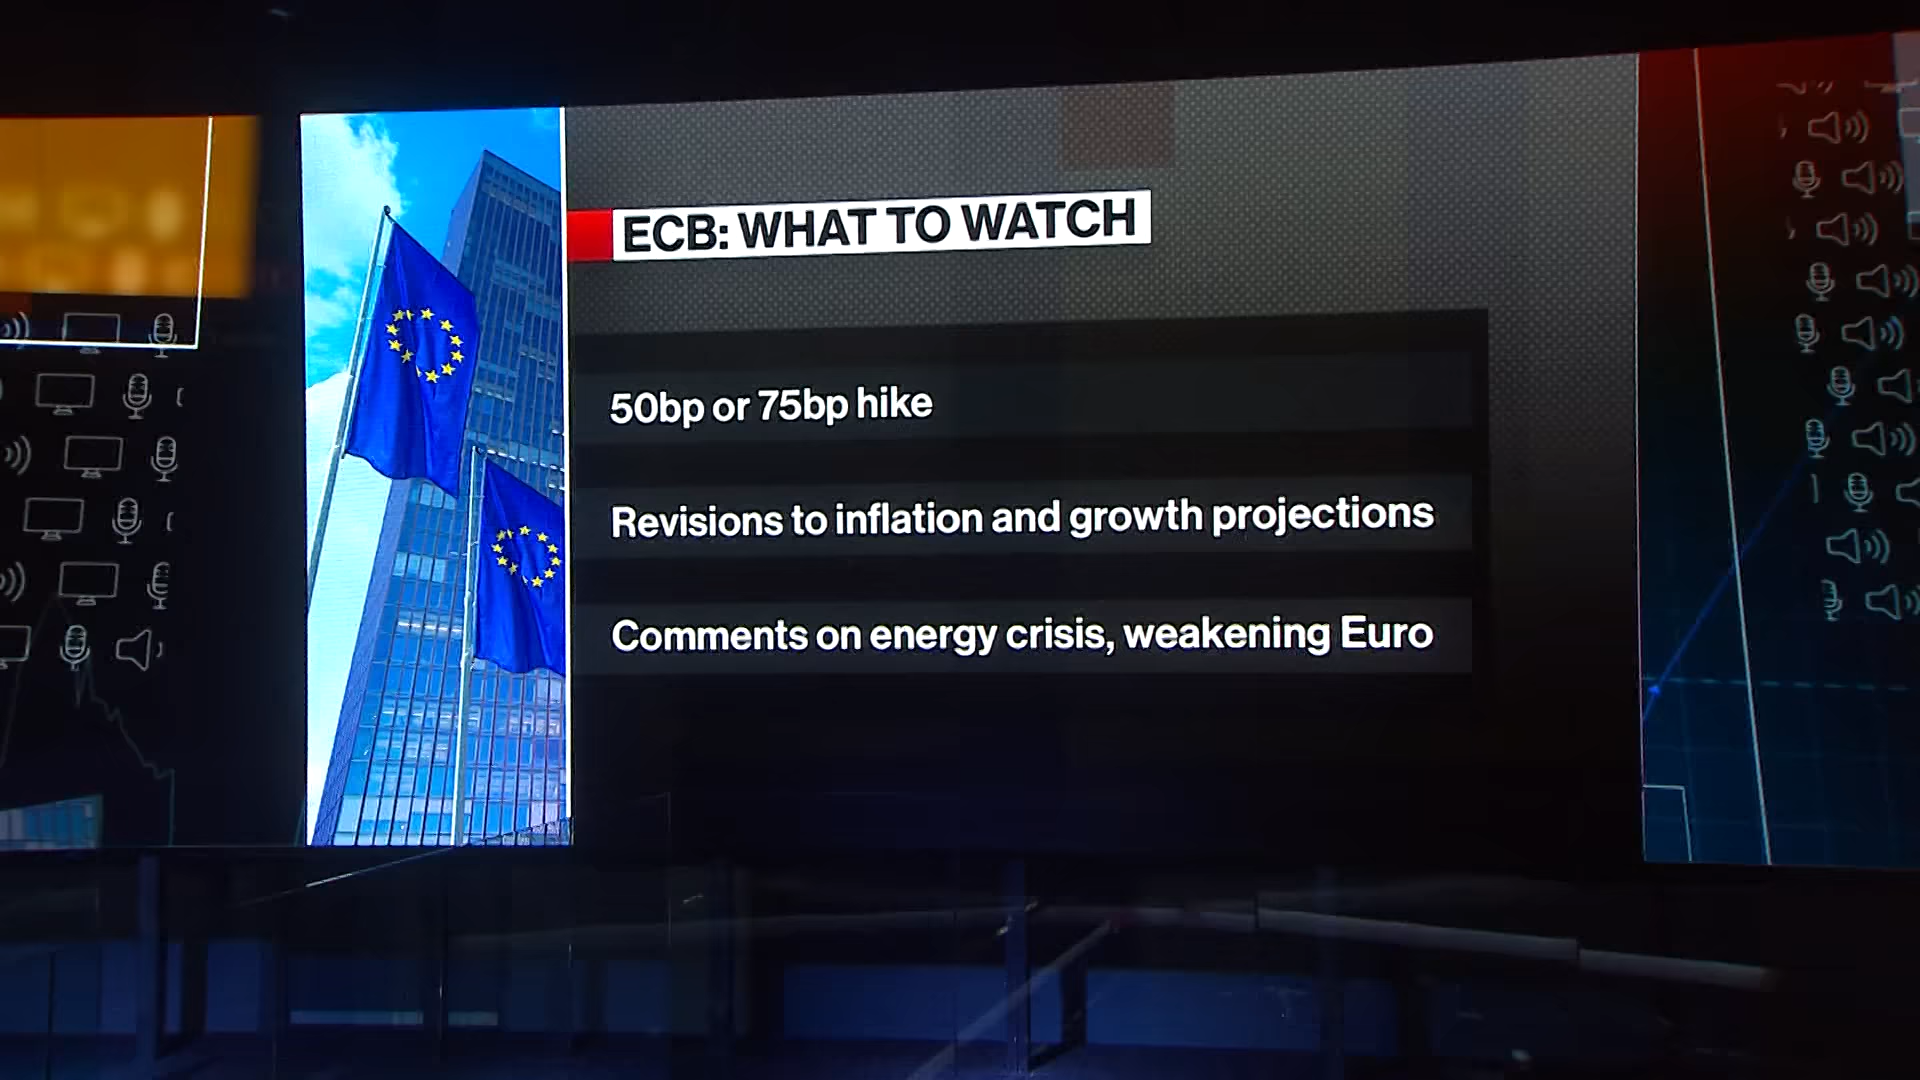 ECB: WHAT TO WATCH
50bp or 75bp hike
Revisions to inflation and growth projections
Comments on energy crisis, weakening Euro